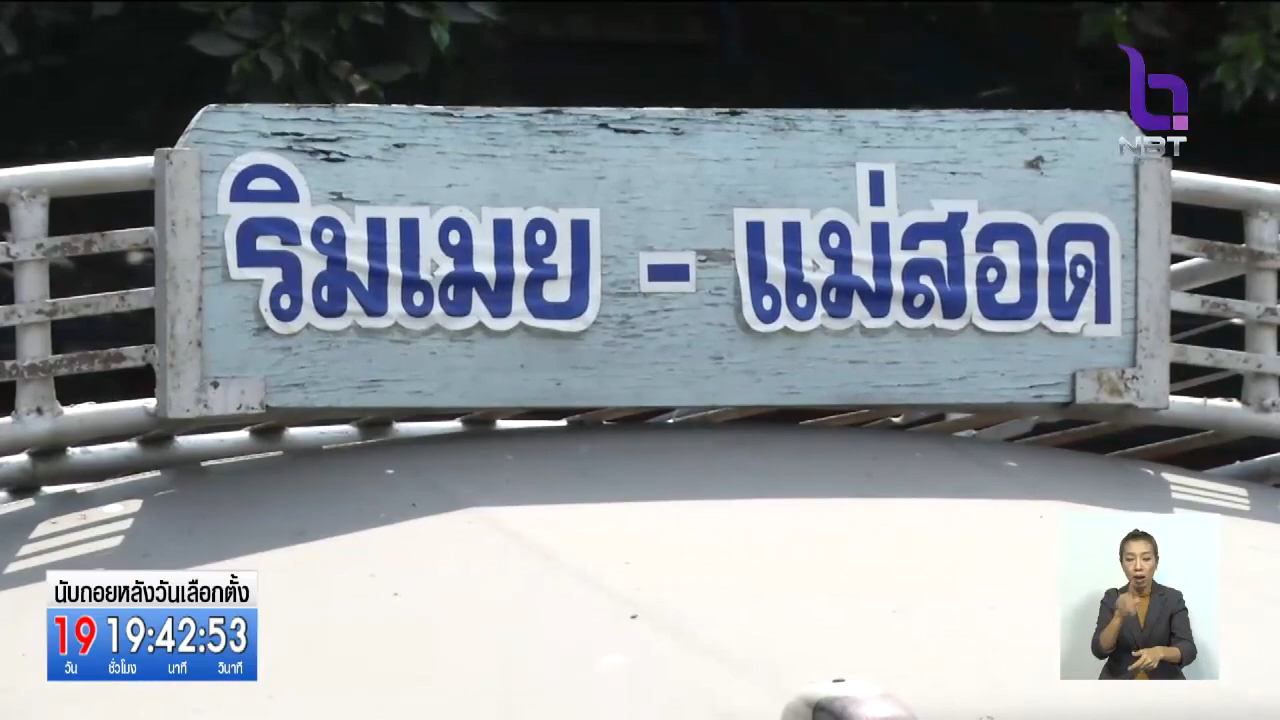 NBT
ริมเมย - แม่สอด
นับถอยหลังวันเลือกตั้ง
19 19:42:53
วัน ชั่วโมง นาที วินาที